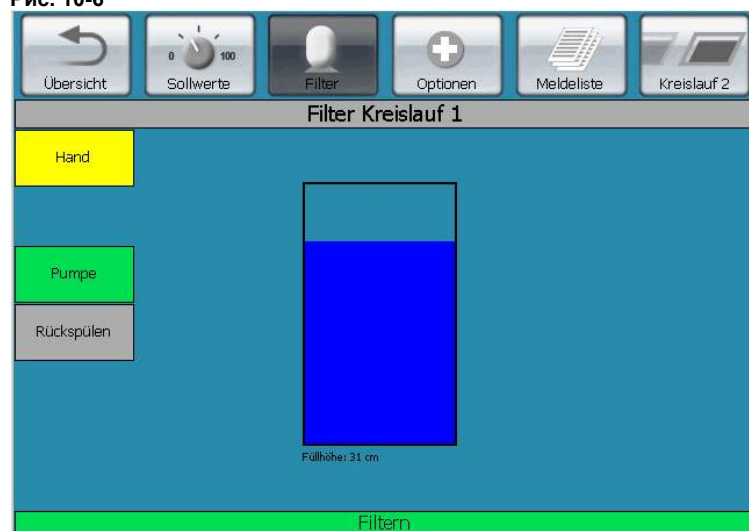 Рис. 10-6
0 100
Übersicht Sollwerte Filter Optionen Meldeliste Kreislauf 2
Filter Kreislauf 1
Hand
Pumpe
Rückspülen
Füllhöhe: 31 cm
Filtern